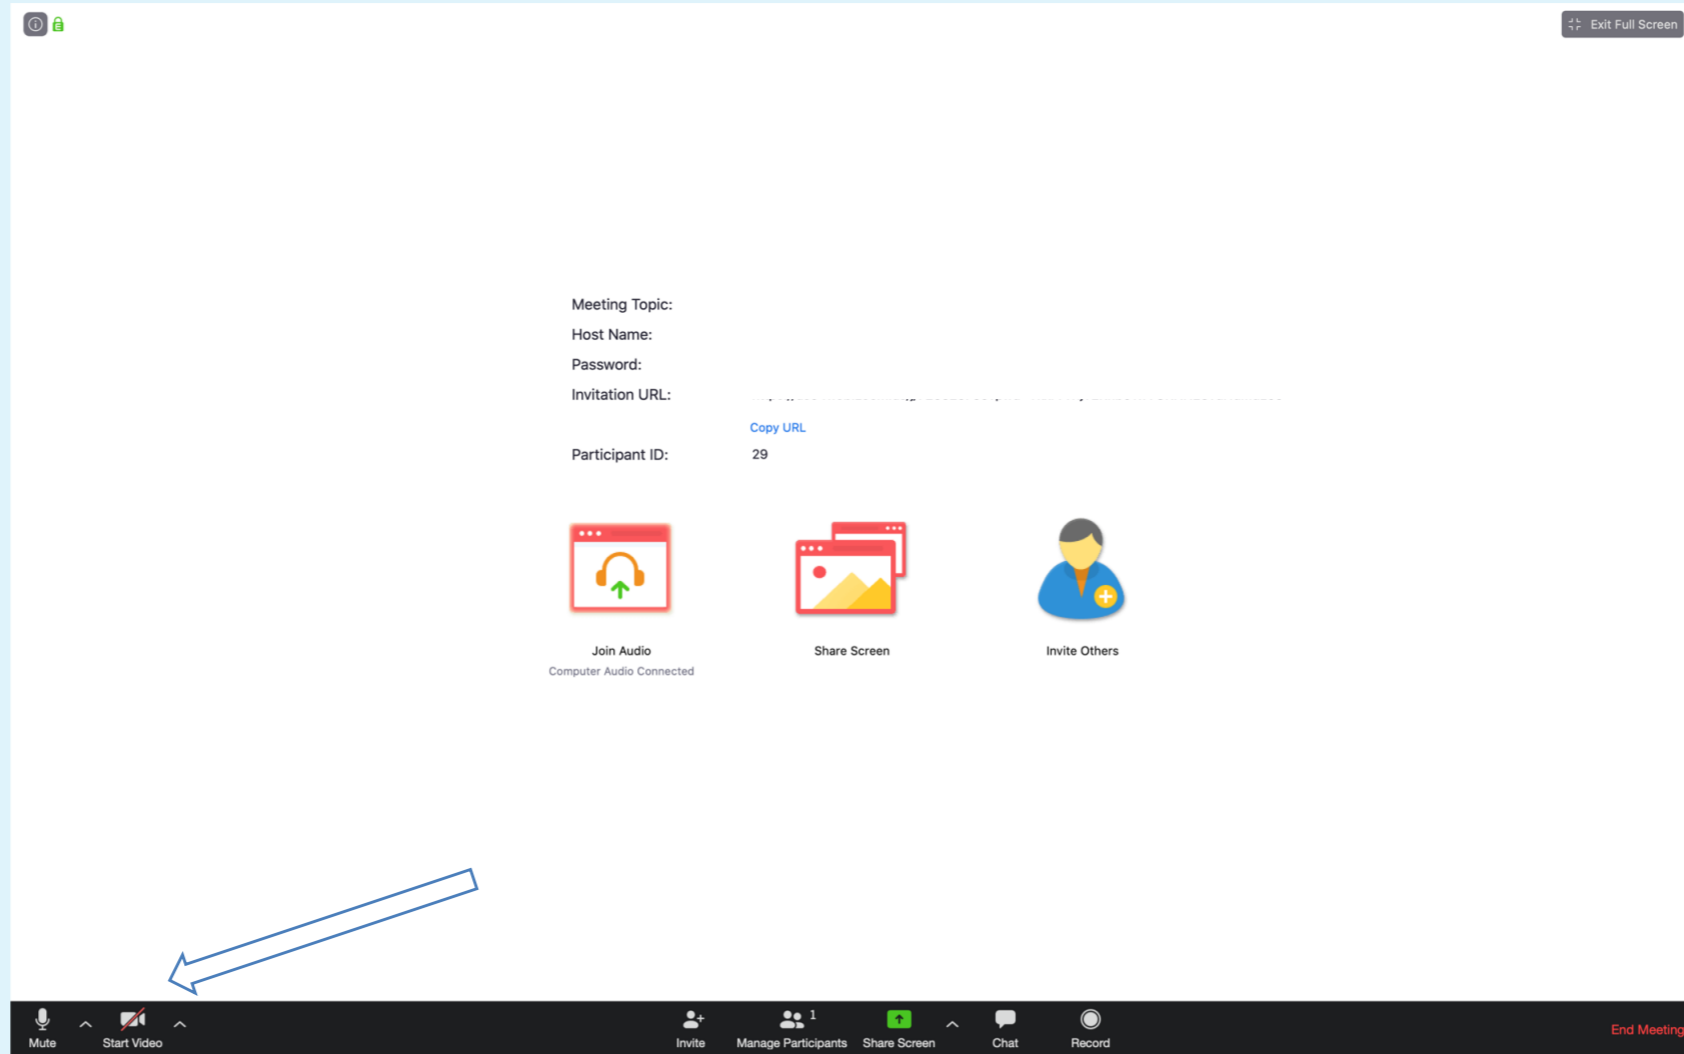 Exit Full Screen
Meeting Topic:
Host Name:
Password:
Invitation URL:
Copy URL
Participant ID: 29
Join Audio Share Screen Invite Others
Computer Audio Connected
Mute Start Video Invite 1 Manage Participants Share Screen Chat Record End Meeting